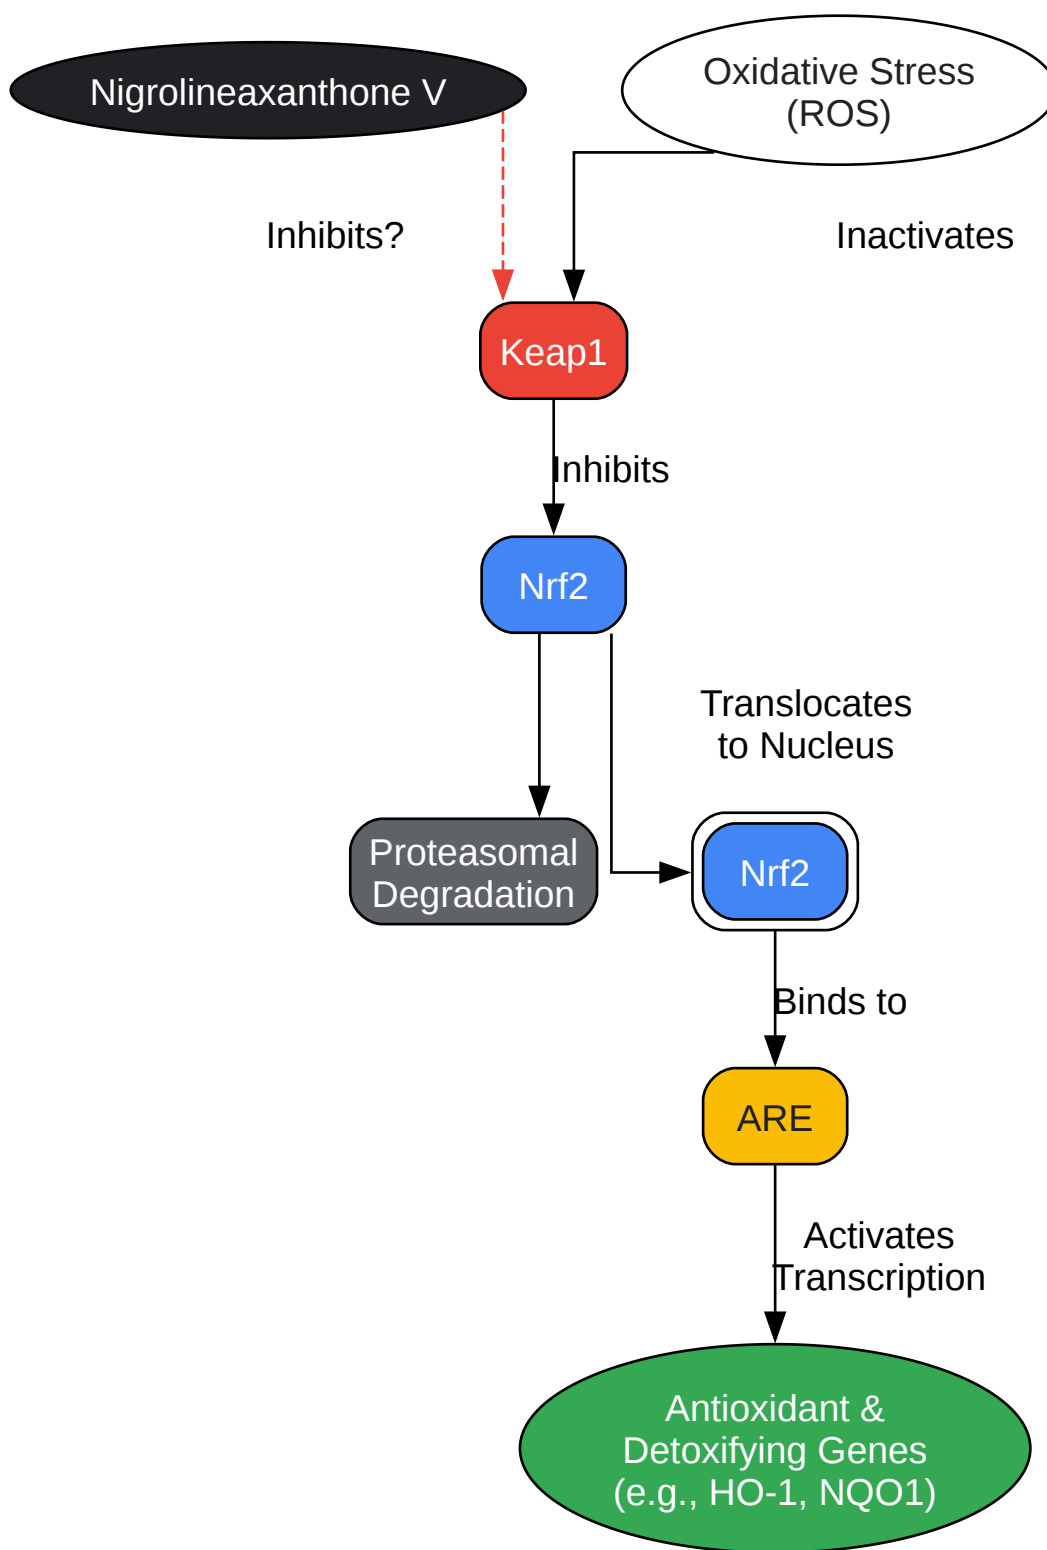 Nigrolineaxanthone V
Oxidative Stress
(ROS)
Inhibits?
Inactivates
Keap1
Inhibits
Nrf2
Translocates
to Nucleus
Proteasomal
Degradation
Nrf2
Binds to
ARE
Activates
Transcription
Antioxidant &
Detoxifying Genes
(e.g., HO-1, NQO1)